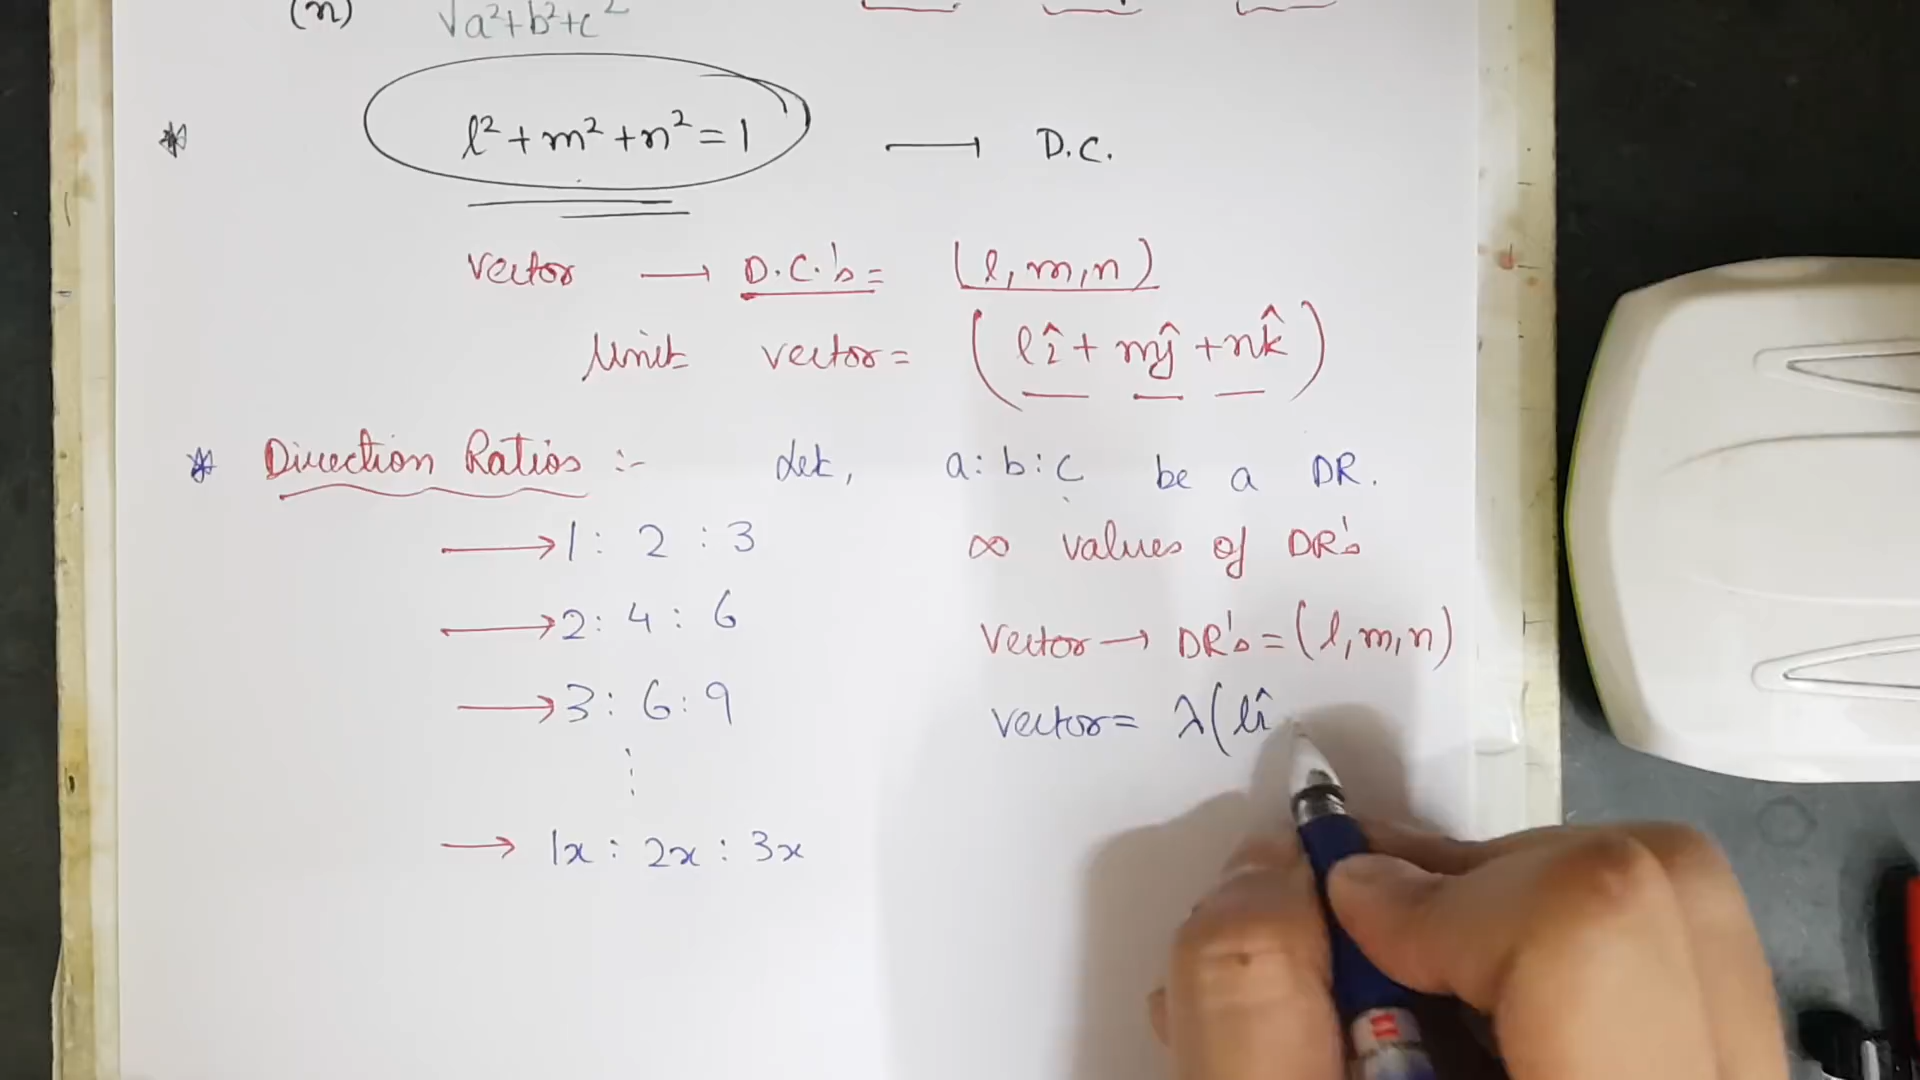 (n) √a²+b²+c²
* l² + m² + n² = 1 → D.C.
vector → D.C.'s = (l, m, n)
Unit vector = (lî + mĵ + nk̂)
* Direction Ratios :- Let, a : b : c be a DR.
→ 1 : 2 : 3 ∞ values of DR's
→ 2 : 4 : 6 Vector → DR's = (l, m, n)
→ 3 : 6 : 9 vector = λ(lî
⋮
→ 1x : 2x : 3x